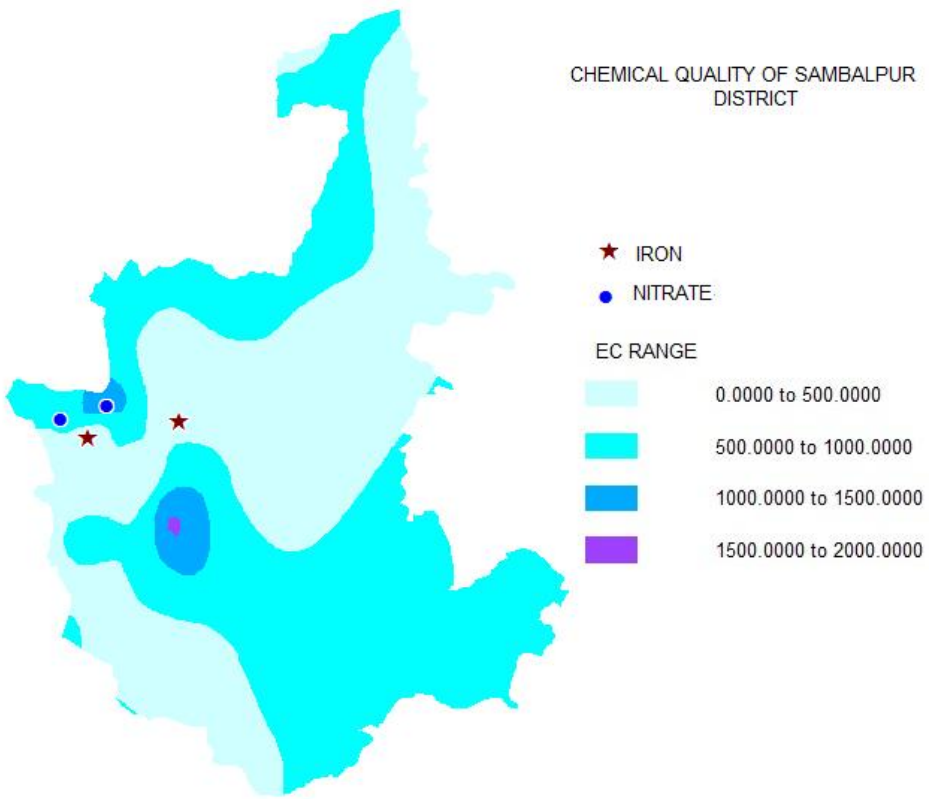 CHEMICAL QUALITY OF SAMBALPUR
DISTRICT
IRON
NITRATE
EC RANGE
0.0000 to 500.0000
500.0000 to 1000.0000
1000.0000 to 1500.0000
1500.0000 to 2000.0000